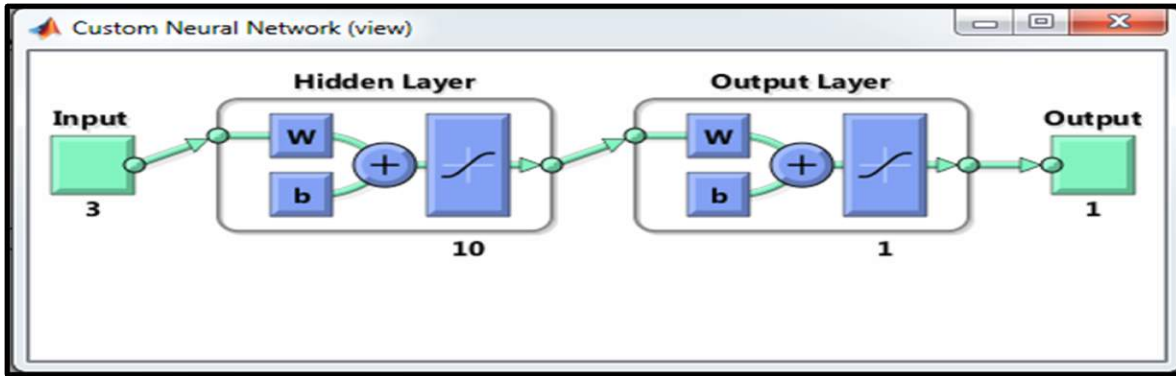 Custom Neural Network (view)
Hidden Layer
Output Layer
Input
Output
W
W
b
b
3
10
1
1